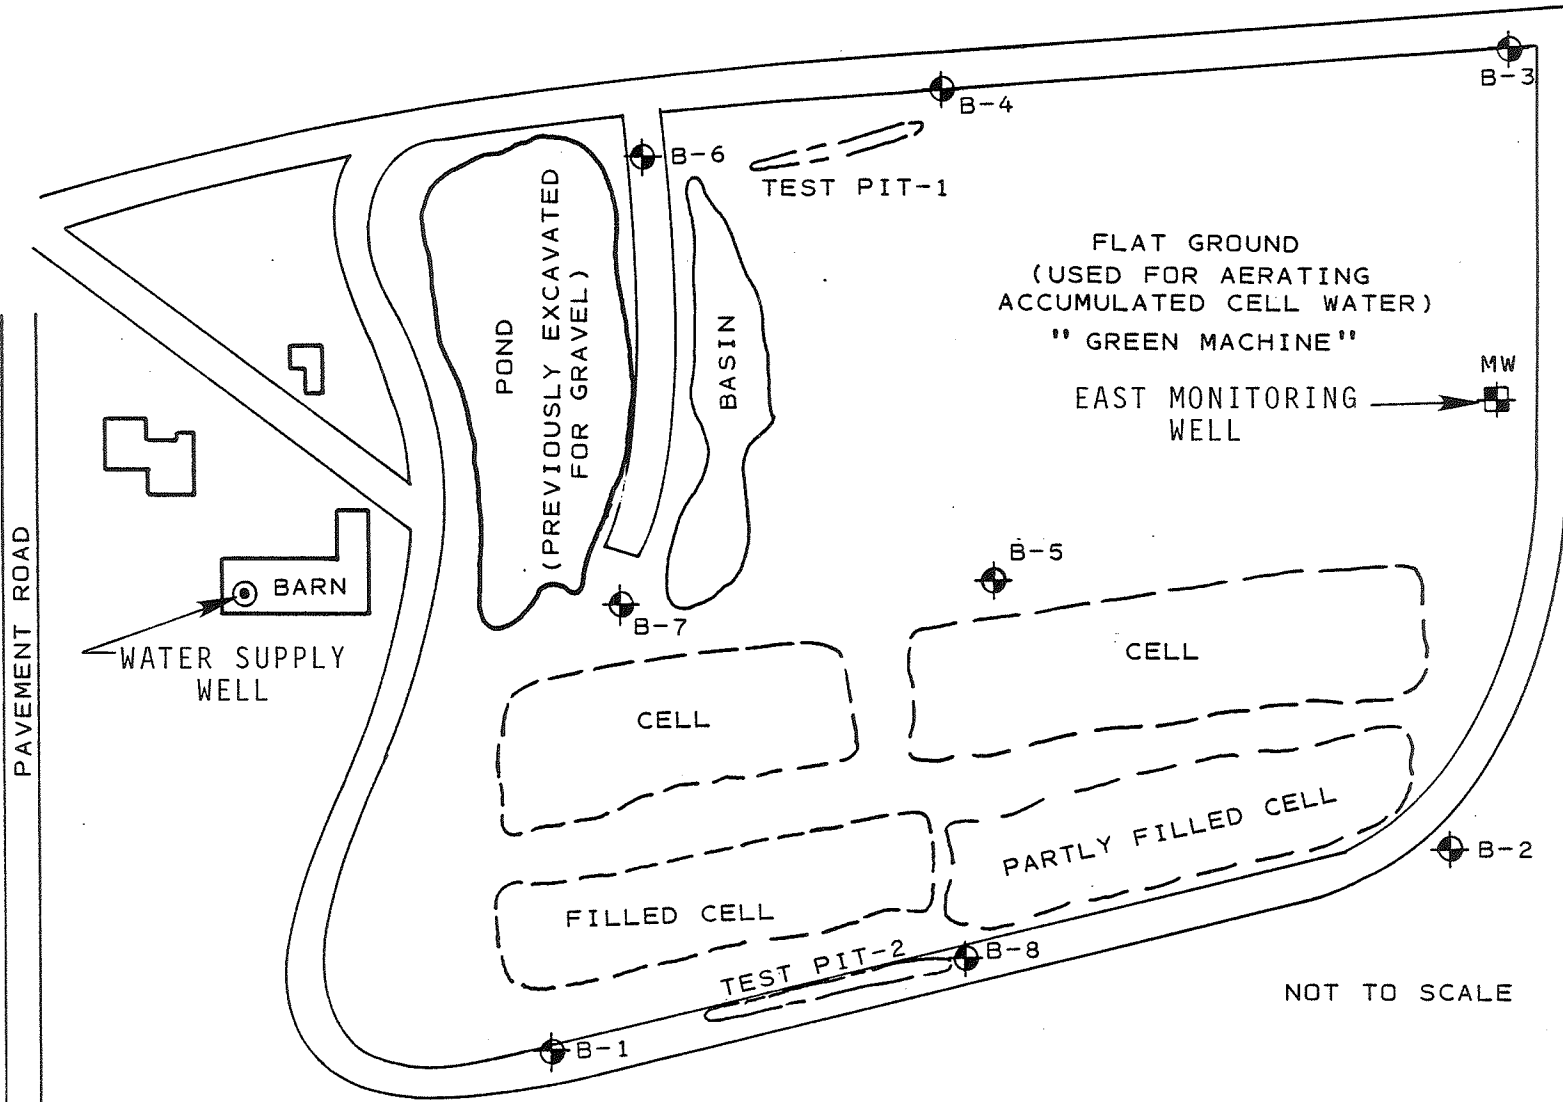 B-3
B-4
B-6
TEST PIT-1
FLAT GROUND
(USED FOR AERATING
ACCUMULATED CELL WATER)
" GREEN MACHINE"
MW
EAST MONITORING
WELL
POND
(PREVIOUSLY EXCAVATED
FOR GRAVEL)
BASIN
B-5
BARN
B-7
WATER SUPPLY
WELL
PAVEMENT ROAD
CELL
CELL
PARTLY FILLED CELL
B-2
FILLED CELL
TEST PIT-2
B-8
NOT TO SCALE
B-1